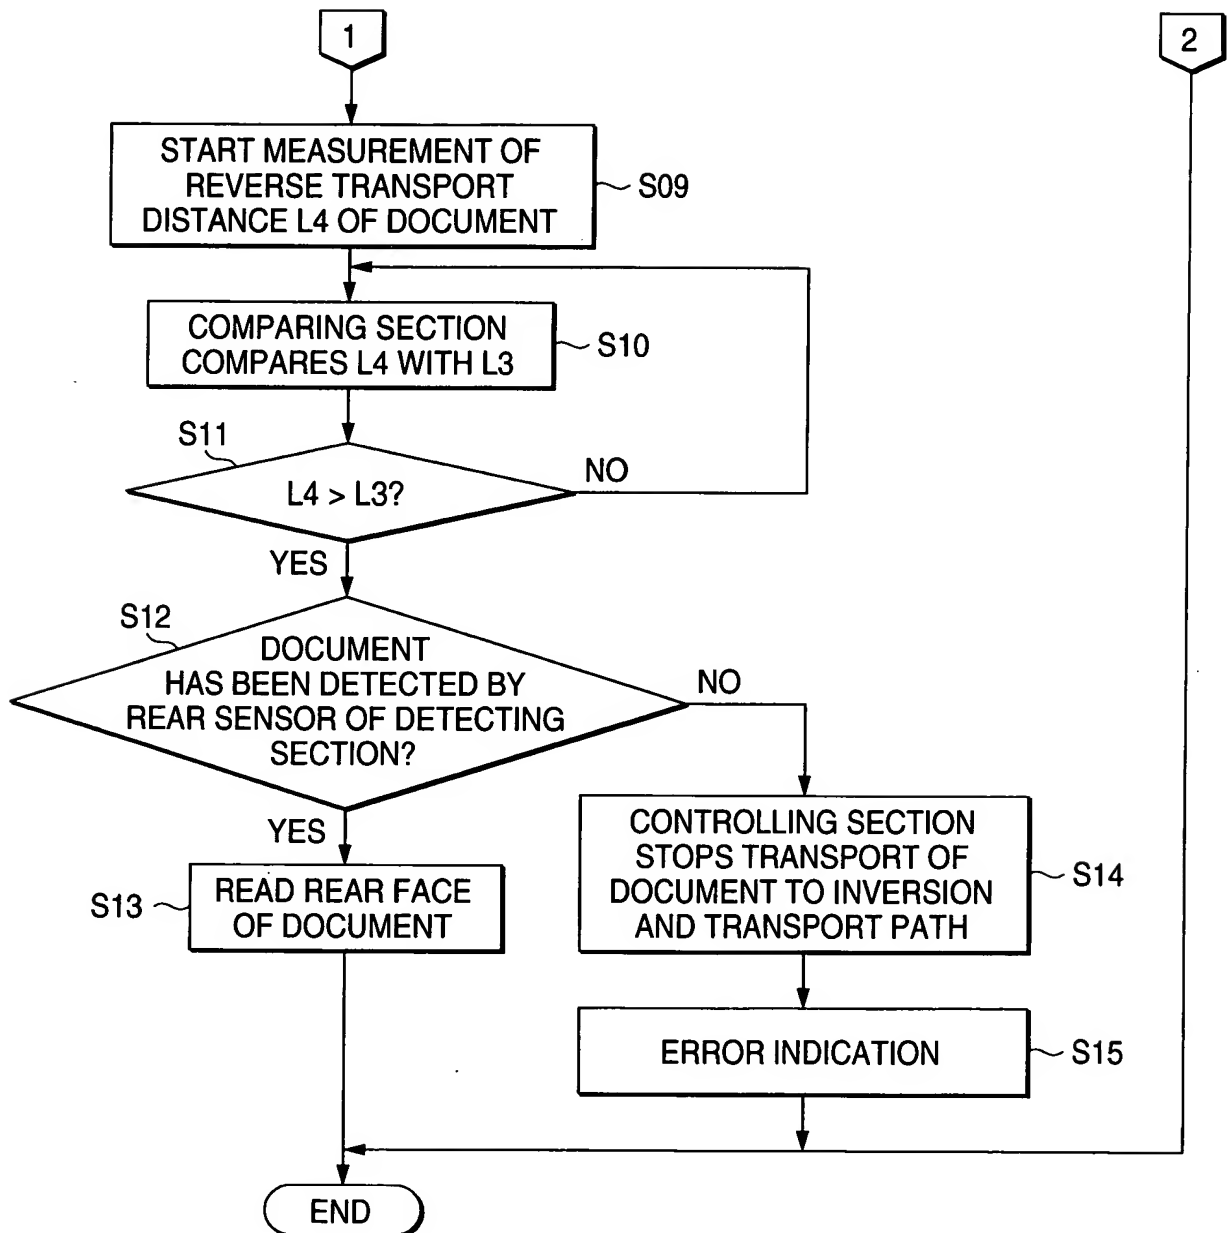 1
2
START MEASUREMENT OF
REVERSE TRANSPORT
DISTANCE L4 OF DOCUMENT
S09
COMPARING SECTION
COMPARES L4 WITH L3
S10
S11
L4 > L3?
NO
YES
S12
DOCUMENT
HAS BEEN DETECTED BY
REAR SENSOR OF DETECTING
SECTION?
NO
YES
S13
READ REAR FACE
OF DOCUMENT
CONTROLLING SECTION
STOPS TRANSPORT OF
DOCUMENT TO INVERSION
AND TRANSPORT PATH
S14
ERROR INDICATION
S15
END